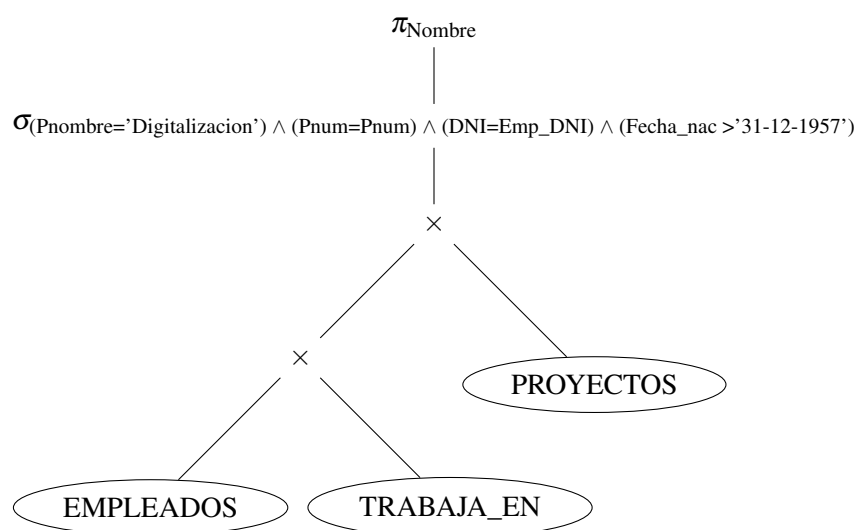 πNombre
σ(Pnombre=’Digitalizacion’) ∧ (Pnum=Pnum) ∧ (DNI=Emp_DNI) ∧ (Fecha_nac >’31-12-1957’)
×
×
PROYECTOS
EMPLEADOS TRABAJA_EN